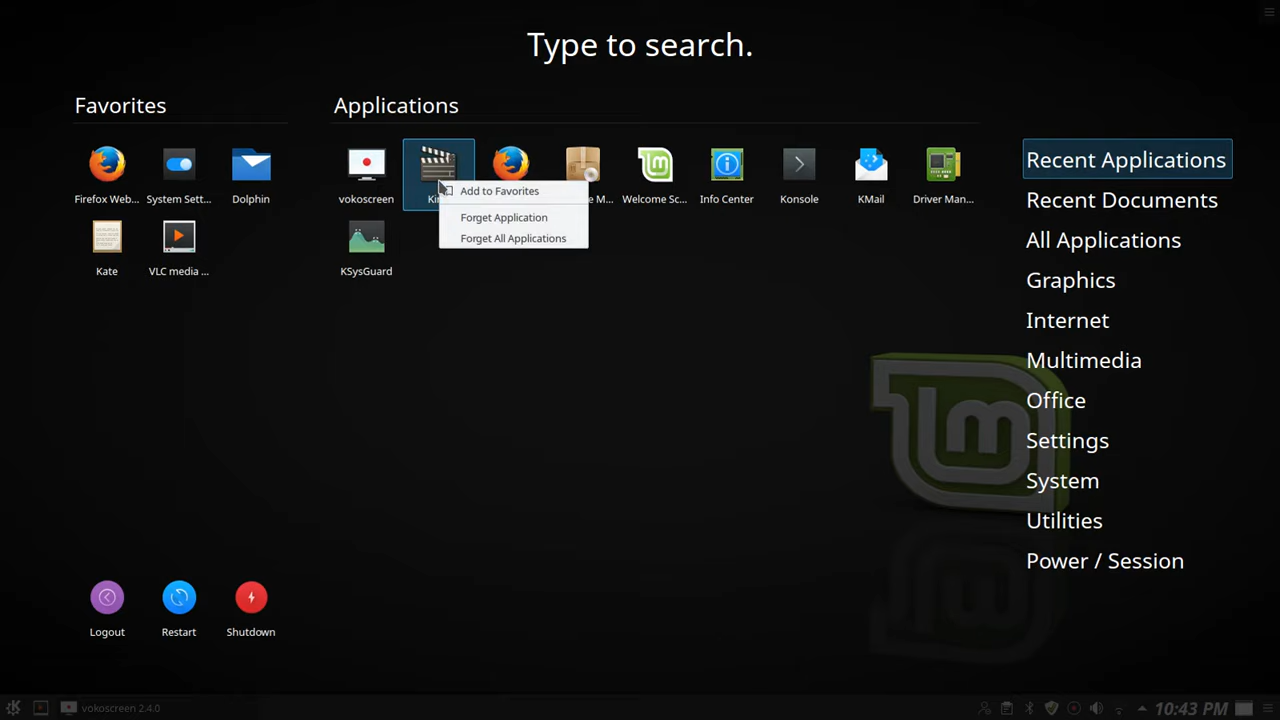 Type to search.
Favorites
Applications
Firefox Web...
System Sett...
Dolphin
vokoscreen
Welcome Sc...
Info Center
Konsole
KMail
Driver Man...
Add to Favorites
Forget Application
Forget All Applications
Kate
VLC media ...
KSysGuard
Recent Applications
Recent Documents
All Applications
Graphics
Internet
Multimedia
Office
Settings
System
Utilities
Power / Session
Logout
Restart
Shutdown
vokoscreen 2.4.0
10:43 PM